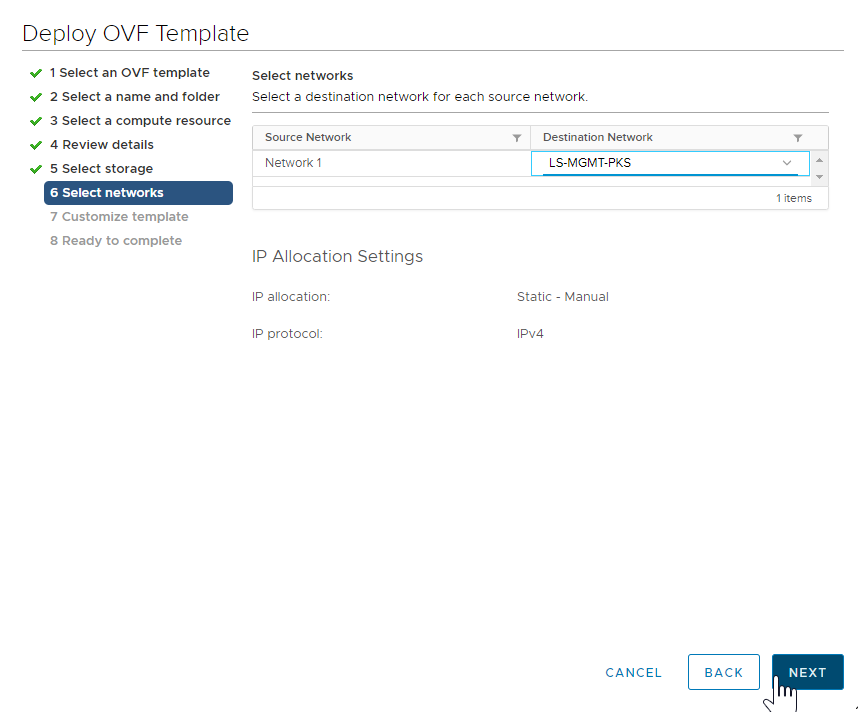 Deploy OVF Template
1 Select an OVF template
2 Select a name and folder
3 Select a compute resource
4 Review details
5 Select storage
6 Select networks
7 Customize template
8 Ready to complete
Select networks
Select a destination network for each source network.
Source Network Destination Network
Network 1 LS-MGMT-PKS
1 items
IP Allocation Settings
IP allocation: Static - Manual
IP protocol: IPv4
CANCEL BACK NEXT